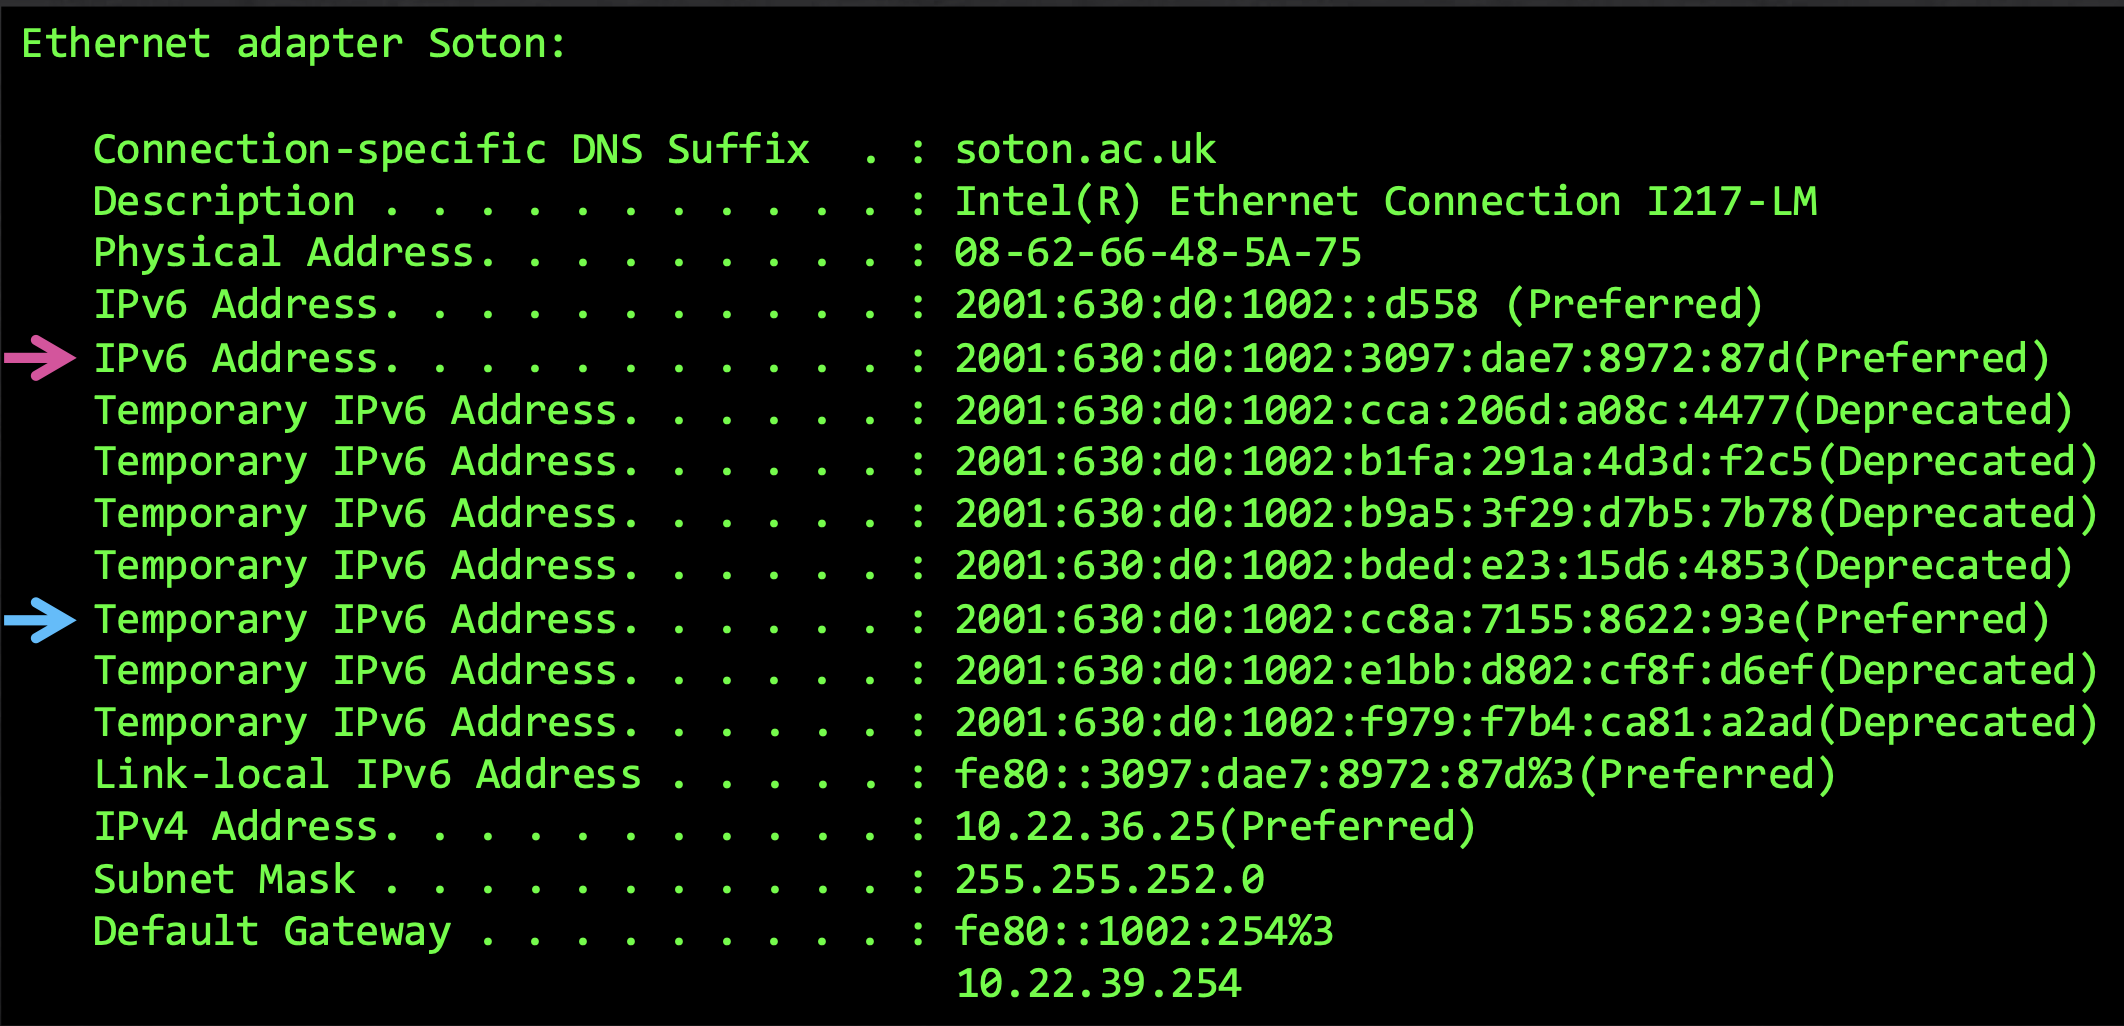 Ethernet adapter Soton:
Connection-specific DNS Suffix  . : soton.ac.uk
Description . . . . . . . . . . . : Intel(R) Ethernet Connection I217-LM
Physical Address. . . . . . . . . : 08-62-66-48-5A-75
IPv6 Address. . . . . . . . . . . : 2001:630:d0:1002::d558 (Preferred)
IPv6 Address. . . . . . . . . . . : 2001:630:d0:1002:3097:dae7:8972:87d(Preferred)
Temporary IPv6 Address. . . . . . : 2001:630:d0:1002:cca:206d:a08c:4477(Deprecated)
Temporary IPv6 Address. . . . . . : 2001:630:d0:1002:b1fa:291a:4d3d:f2c5(Deprecated)
Temporary IPv6 Address. . . . . . : 2001:630:d0:1002:b9a5:3f29:d7b5:7b78(Deprecated)
Temporary IPv6 Address. . . . . . : 2001:630:d0:1002:bded:e23:15d6:4853(Deprecated)
Temporary IPv6 Address. . . . . . : 2001:630:d0:1002:cc8a:7155:8622:93e(Preferred)
Temporary IPv6 Address. . . . . . : 2001:630:d0:1002:e1bb:d802:cf8f:d6ef(Deprecated)
Temporary IPv6 Address. . . . . . : 2001:630:d0:1002:f979:f7b4:ca81:a2ad(Deprecated)
Link-local IPv6 Address . . . . . : fe80::3097:dae7:8972:87d%3(Preferred)
IPv4 Address. . . . . . . . . . . : 10.22.36.25(Preferred)
Subnet Mask . . . . . . . . . . . : 255.255.252.0
Default Gateway . . . . . . . . . : fe80::1002:254%3
10.22.39.254